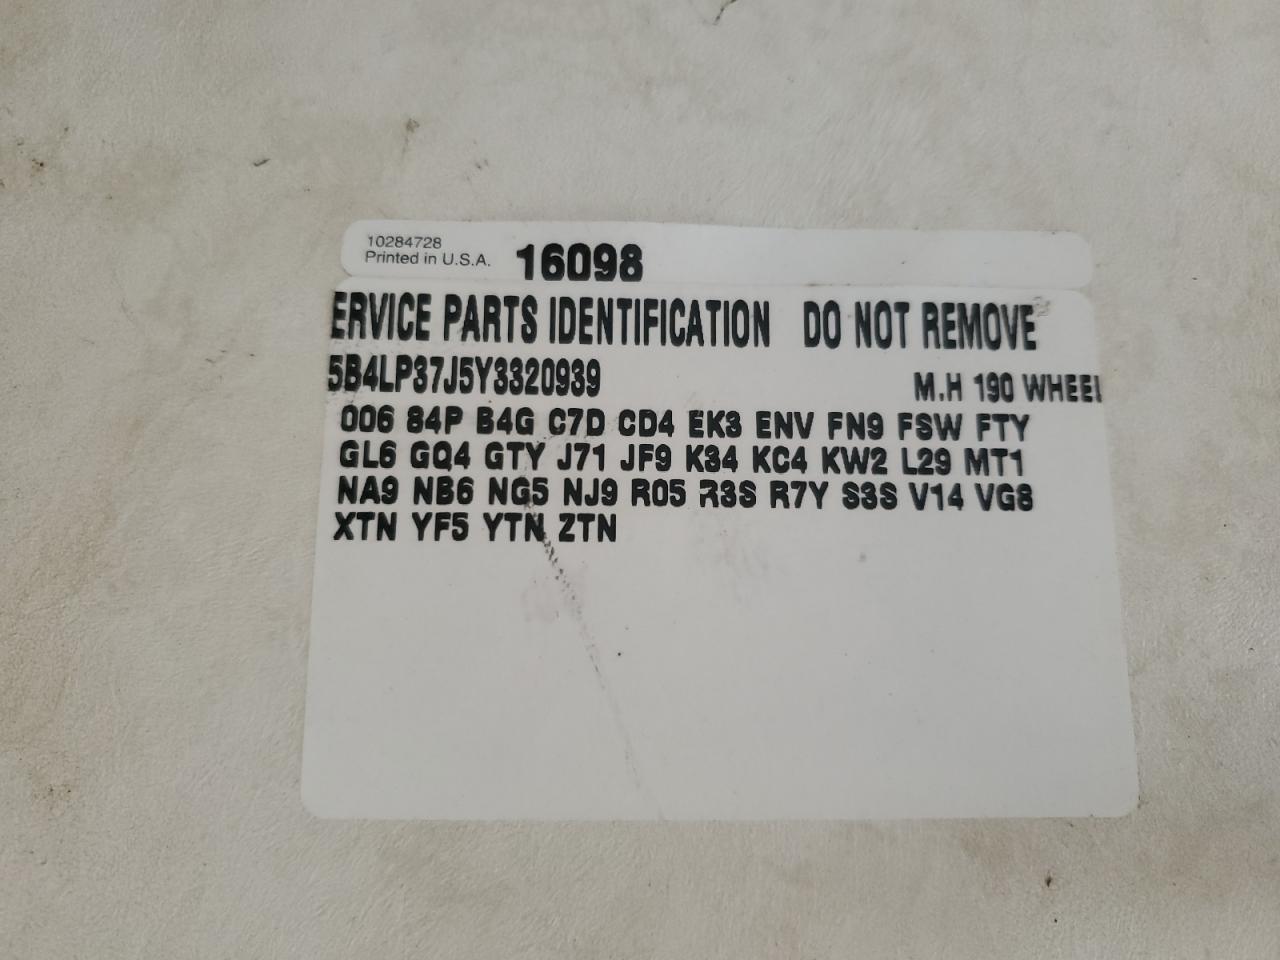 10284728
Printed in U.S.A. 16098
ERVICE PARTS IDENTIFICATION DO NOT REMOVE
5B4LP37J5Y3320939 M.H 190 WHEEL
006 84P B4G C7D CD4 EK3 ENV FN9 FSW FTY
GL6 GQ4 GTY J71 JF9 K34 KC4 KW2 L29 MT1
NA9 NB6 NG5 NJ9 R05 R3S R7Y S3S V14 VG8
XTN YF5 YTN ZTN